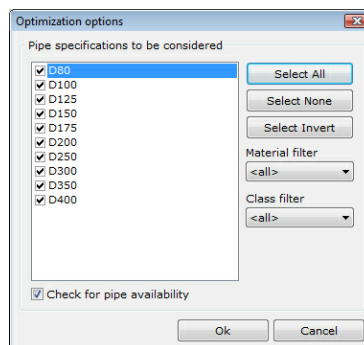 Optimization options
Pipe specifications to be considered
D80
D100
D125
D150
D175
D200
D250
D300
D350
D400
Select All
Select None
Select Invert
Material filter
<all>
Class filter
<all>
Check for pipe availability
Ok
Cancel